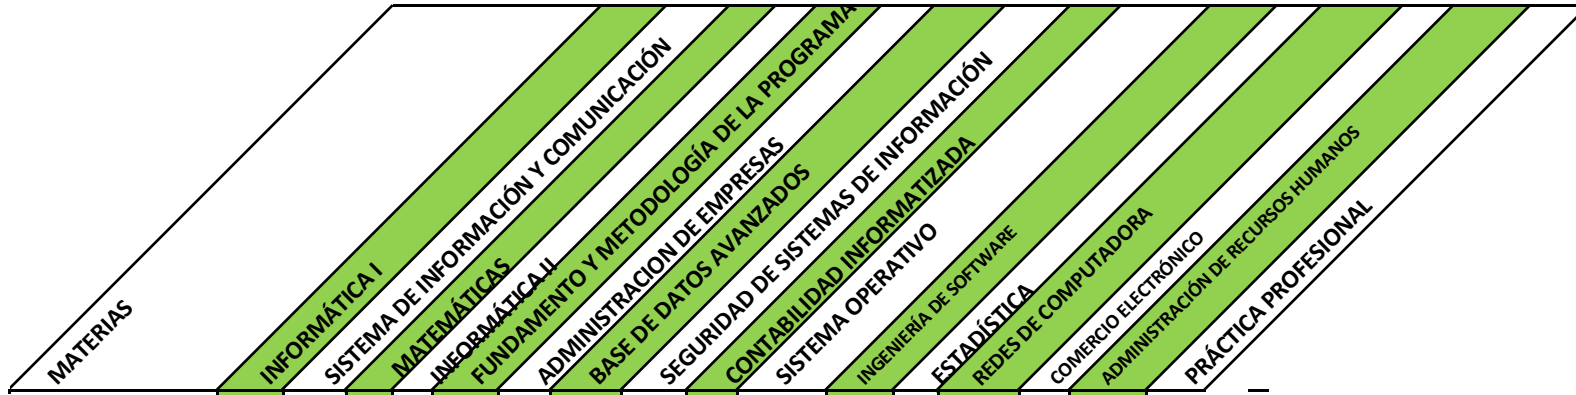 MATERIAS
INFORMÁTICA I
SISTEMA DE INFORMACIÓN Y COMUNICACIÓN
MATEMÁTICAS
INFORMÁTICA II
FUNDAMENTO Y METODOLOGÍA DE LA PROGRAMA
ADMINISTRACION DE EMPRESAS
BASE DE DATOS AVANZADOS
SEGURIDAD DE SISTEMAS DE INFORMACIÓN
CONTABILIDAD INFORMATIZADA
SISTEMA OPERATIVO
INGENIERÍA DE SOFTWARE
ESTADÍSTICA
REDES DE COMPUTADORA
COMERCIO ELECTRÓNICO
ADMINISTRACIÓN DE RECURSOS HUMANOS
PRÁCTICA PROFESIONAL